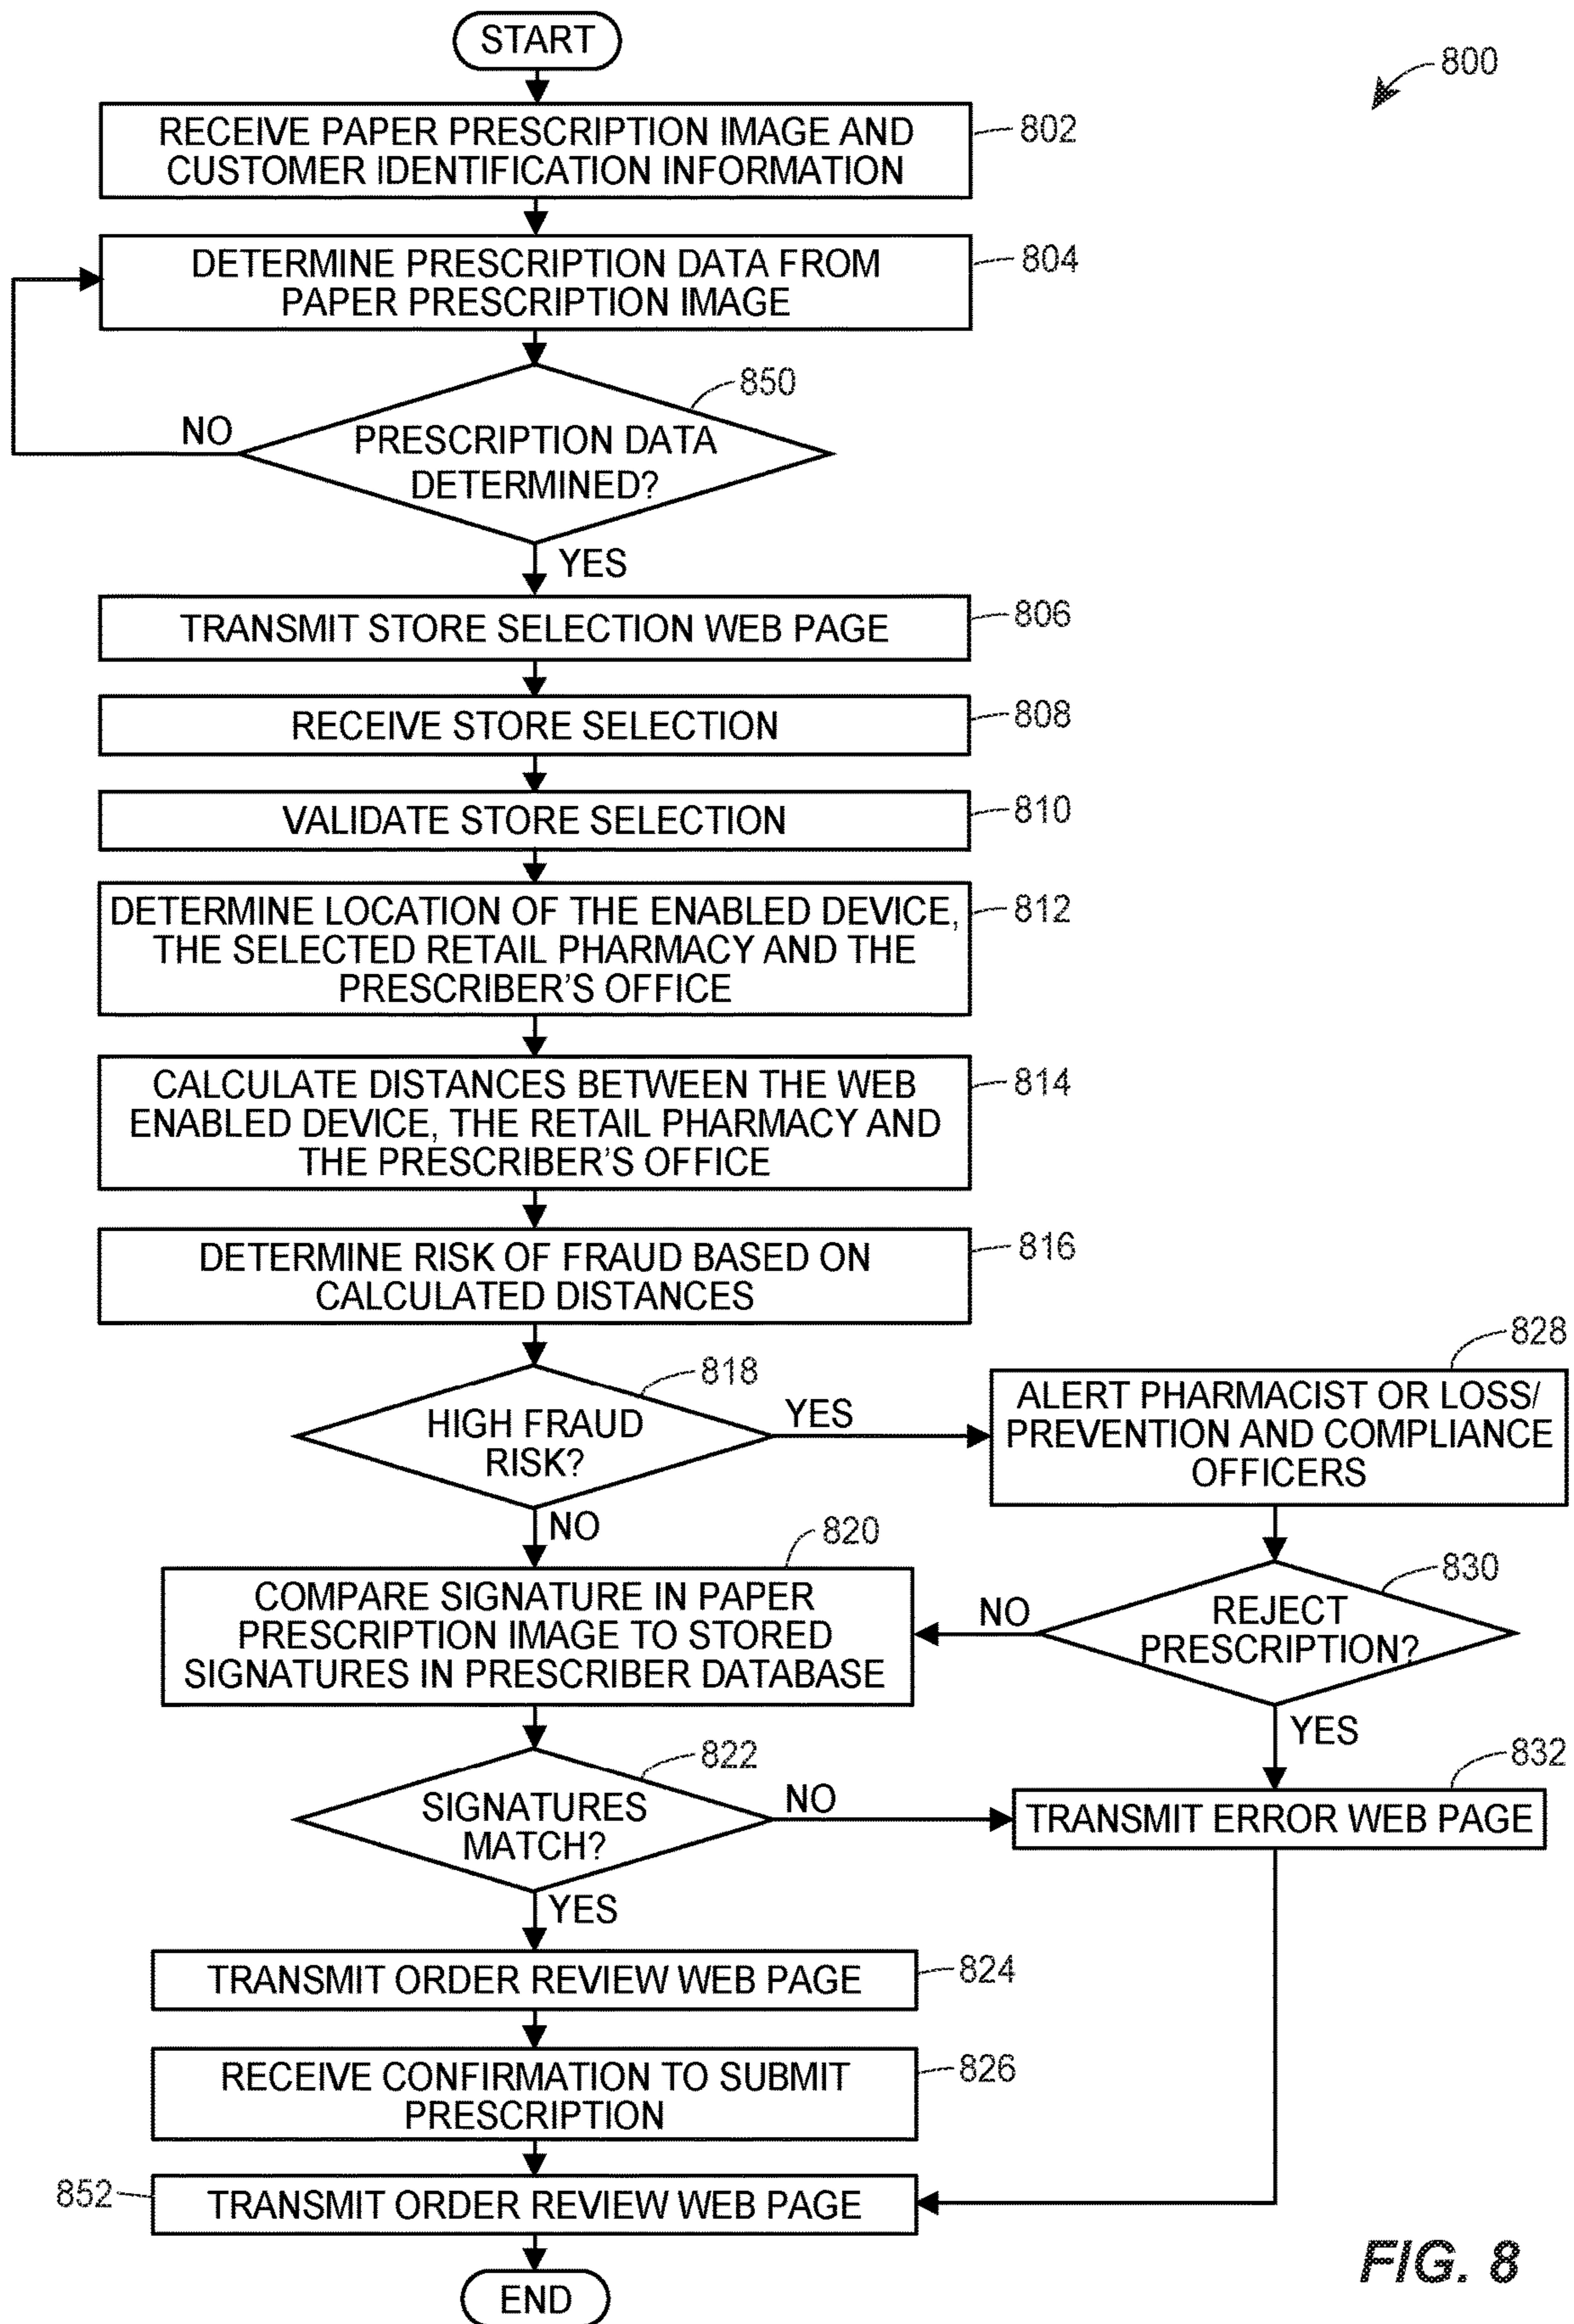 START
800
RECEIVE PAPER PRESCRIPTION IMAGE AND
CUSTOMER IDENTIFICATION INFORMATION
802
DETERMINE PRESCRIPTION DATA FROM
PAPER PRESCRIPTION IMAGE
804
850
NO
PRESCRIPTION DATA
DETERMINED?
YES
TRANSMIT STORE SELECTION WEB PAGE
806
RECEIVE STORE SELECTION
808
VALIDATE STORE SELECTION
810
DETERMINE LOCATION OF THE ENABLED DEVICE,
THE SELECTED RETAIL PHARMACY AND THE
PRESCRIBER'S OFFICE
812
CALCULATE DISTANCES BETWEEN THE WEB
ENABLED DEVICE, THE RETAIL PHARMACY AND
THE PRESCRIBER'S OFFICE
814
DETERMINE RISK OF FRAUD BASED ON
CALCULATED DISTANCES
816
818
HIGH FRAUD
RISK?
YES
828
ALERT PHARMACIST OR LOSS/
PREVENTION AND COMPLIANCE
OFFICERS
NO
820
COMPARE SIGNATURE IN PAPER
PRESCRIPTION IMAGE TO STORED
SIGNATURES IN PRESCRIBER DATABASE
NO
830
REJECT
PRESCRIPTION?
YES
822
SIGNATURES
MATCH?
NO
832
TRANSMIT ERROR WEB PAGE
YES
TRANSMIT ORDER REVIEW WEB PAGE
824
RECEIVE CONFIRMATION TO SUBMIT
PRESCRIPTION
826
852
TRANSMIT ORDER REVIEW WEB PAGE
END
FIG. 8